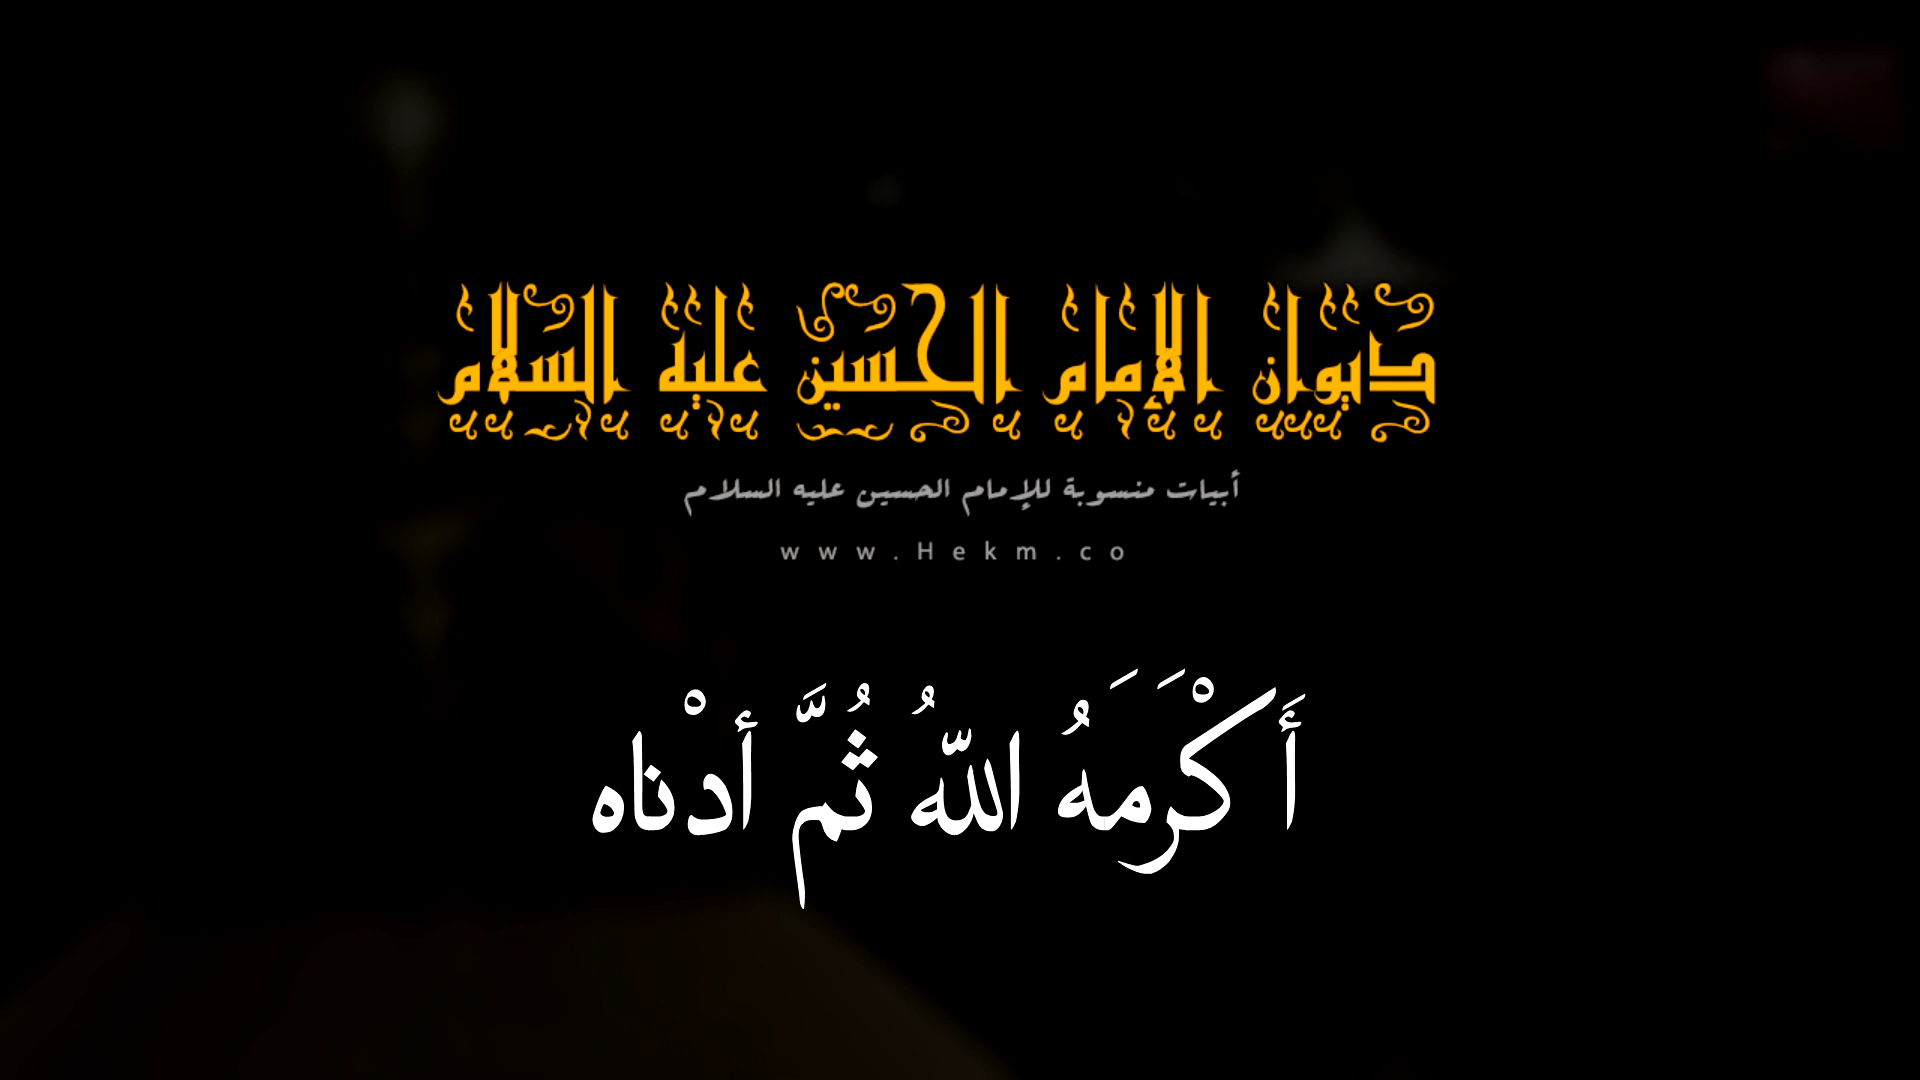 ديوان الإمام الحسين عليه السلام
أبيات منسوبة للإمام الحسين عليه السلام
www.Hekm.co
أَكْرَمَهُ اللّهُ ثُمَّ أدْناه